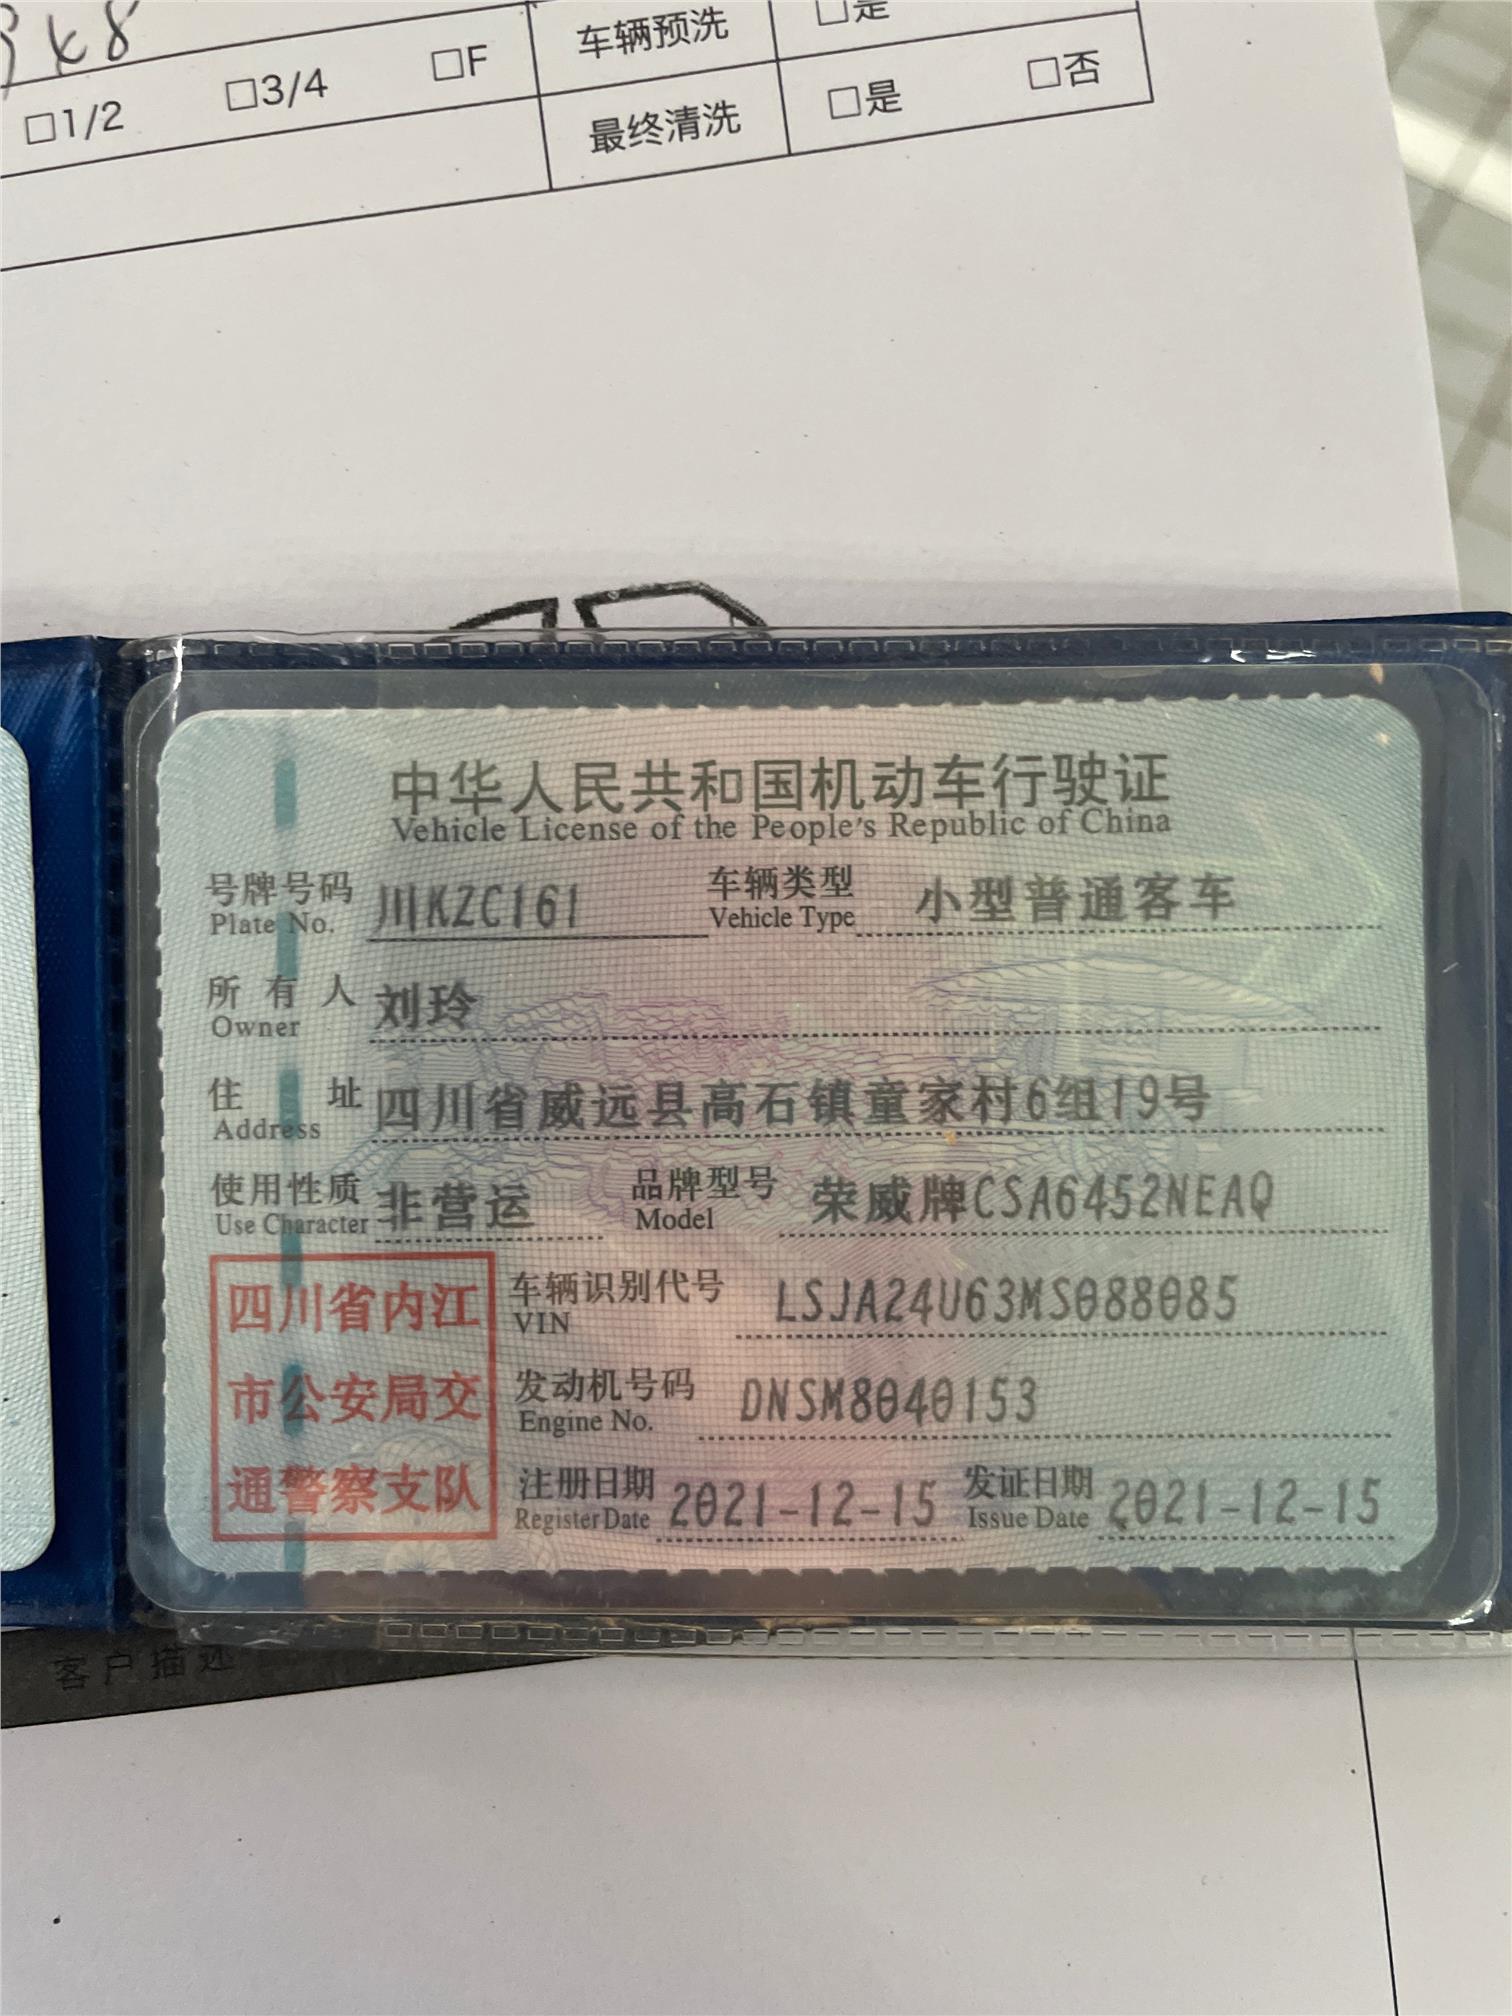 车辆预洗 □是
□1/2 □3/4 □F
最终清洗 □是 □否
中华人民共和国机动车行驶证
Vehicle License of the People's Republic of China
号牌号码 川KZC161 车辆类型 小型普通客车
Plate No. Vehicle Type
所有人 刘玲
Owner
住址 四川省威远县高石镇童家村6组19号
Address
使用性质 非营运 品牌型号 荣威牌CSA6452NEAQ
Use Character Model
四川省内江
市公安局交
通警察支队
车辆识别代号 LSJA24U63MS088085
VIN
发动机号码 DNSM8040153
Engine No.
注册日期 2021-12-15 发证日期 2021-12-15
Register Date Issue Date
客户描述